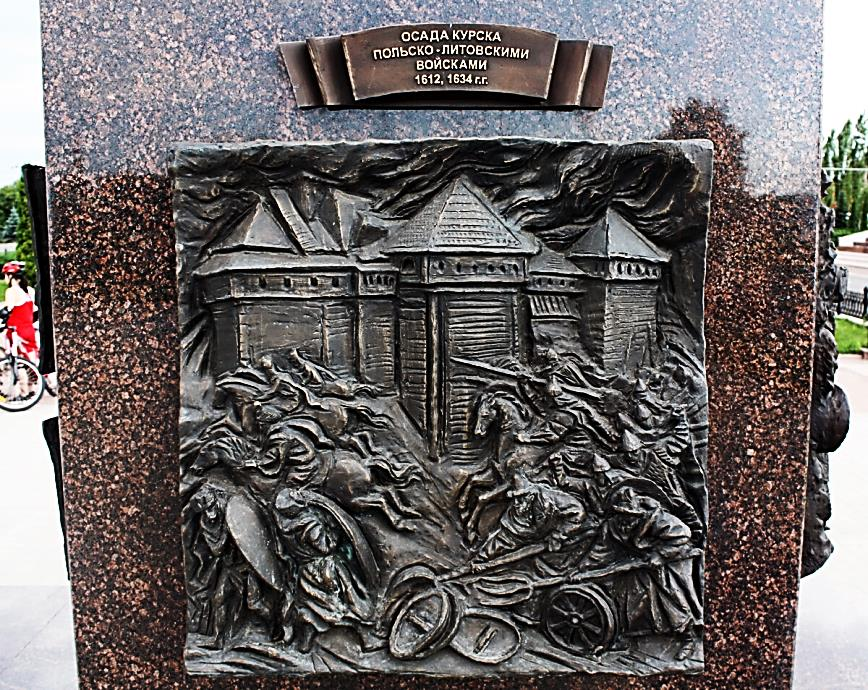 ОСАДА КУРСКА
ПОЛЬСКО-ЛИТОВСКИМИ
ВОЙСКАМИ
1612, 1634 г.г.